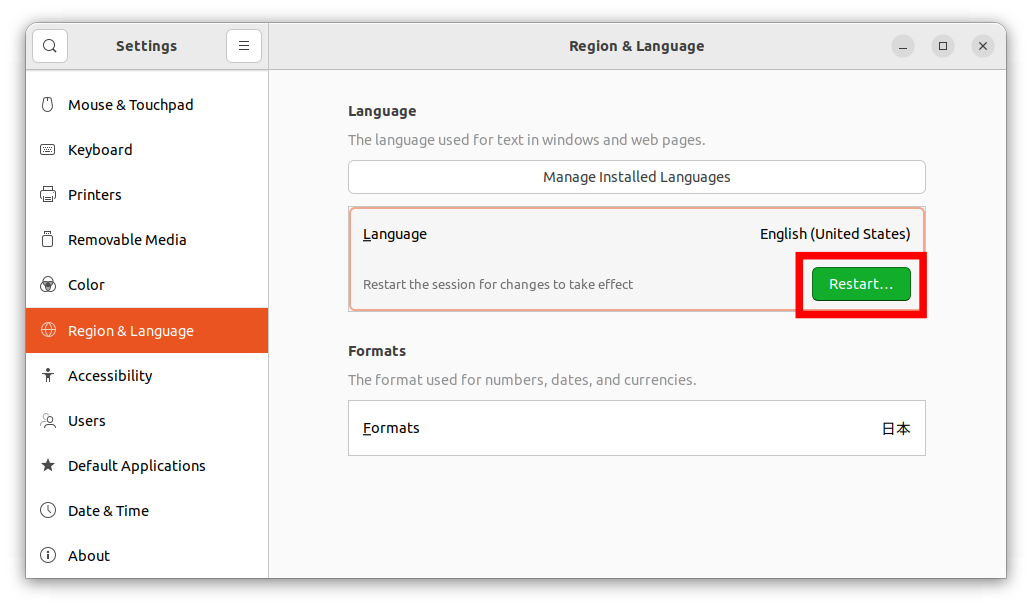 Settings
Region & Language
Mouse & Touchpad
Keyboard
Printers
Removable Media
Color
Region & Language
Accessibility
Users
Default Applications
Date & Time
About
Language
The language used for text in windows and web pages.
Manage Installed Languages
Language
English (United States)
Restart the session for changes to take effect
Restart…
Formats
The format used for numbers, dates, and currencies.
Formats
日本